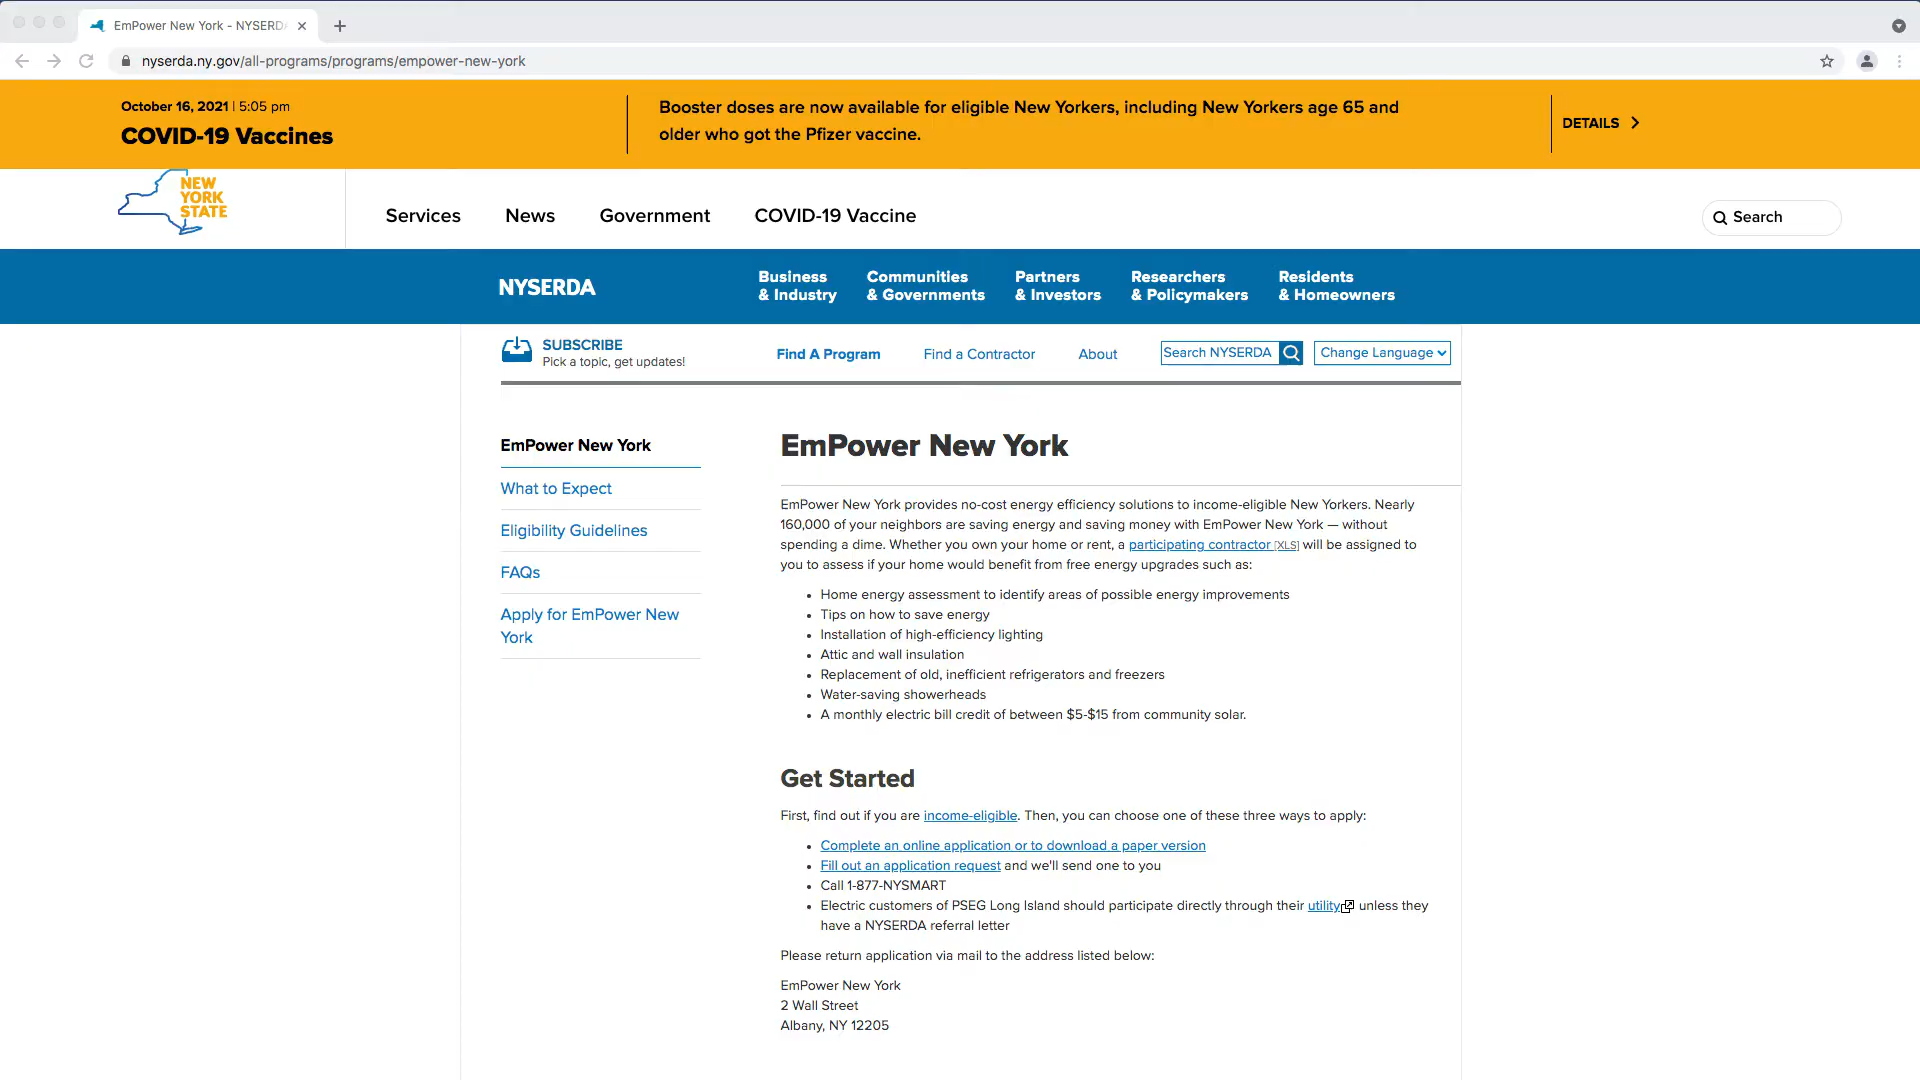 EmPower New York - NYSERD
nyserda.ny.gov/all-programs/programs/empower-new-york
October 16, 2021 | 5:05 pm
COVID-19 Vaccines
Booster doses are now available for eligible New Yorkers, including New Yorkers age 65 and
older who got the Pfizer vaccine.
DETAILS
NEW
YORK
STATE
Services
News
Government
COVID-19 Vaccine
Search
NYSERDA
Business
& Industry
Communities
& Governments
Partners
& Investors
Researchers
& Policymakers
Residents
& Homeowners
SUBSCRIBE
Pick a topic, get updates!
Find A Program
Find a Contractor
About
Search NYSERDA
Change Language
EmPower New York
What to Expect
Eligibility Guidelines
FAQs
Apply for EmPower New
York
EmPower New York
EmPower New York provides no-cost energy efficiency solutions to income-eligible New Yorkers. Nearly
160,000 of your neighbors are saving energy and saving money with EmPower New York — without
spending a dime. Whether you own your home or rent, a participating contractor [XLS] will be assigned to
you to assess if your home would benefit from free energy upgrades such as:
• Home energy assessment to identify areas of possible energy improvements
• Tips on how to save energy
• Installation of high-efficiency lighting
• Attic and wall insulation
• Replacement of old, inefficient refrigerators and freezers
• Water-saving showerheads
• A monthly electric bill credit of between $5-$15 from community solar.
Get Started
First, find out if you are income-eligible. Then, you can choose one of these three ways to apply:
• Complete an online application or to download a paper version
• Fill out an application request and we'll send one to you
• Call 1-877-NYSMART
• Electric customers of PSEG Long Island should participate directly through their utility unless they
have a NYSERDA referral letter
Please return application via mail to the address listed below:
EmPower New York
2 Wall Street
Albany, NY 12205